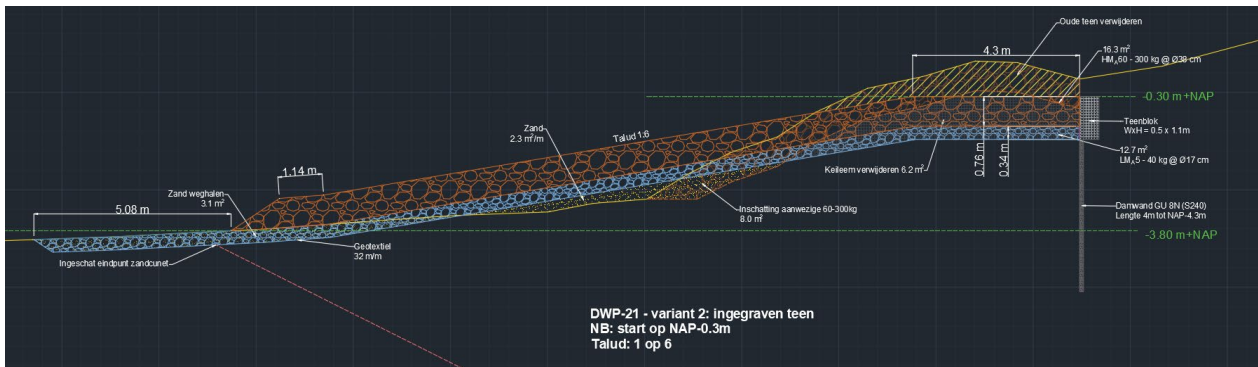 Oude teen verwijderen
4.3 m
16.3 m²
HMA60 - 300 kg @ Ø38 cm
-0.30 m+NAP
Zand
2.3 m²/m
Talud 1:6
Teenblok
WxH = 0.5 x 1.1m
0.76 m
0.34 m
12.7 m²
LMA5 - 40 kg @ Ø17 cm
Keileem verwijderen 6.2 m²
1.14 m
Zand weghalen
3.1 m²
Inschatting aanwezige 60-300kg
8.0 m²
5.08 m
Damwand GU 8N (S240)
Lengte 4m tot NAP-4.3m
-3.80 m+NAP
Geotextiel
32 m/m
Ingeschat eindpunt zandcunet
DWP-21 - variant 2: ingegraven teen
NB: start op NAP-0.3m
Talud: 1 op 6